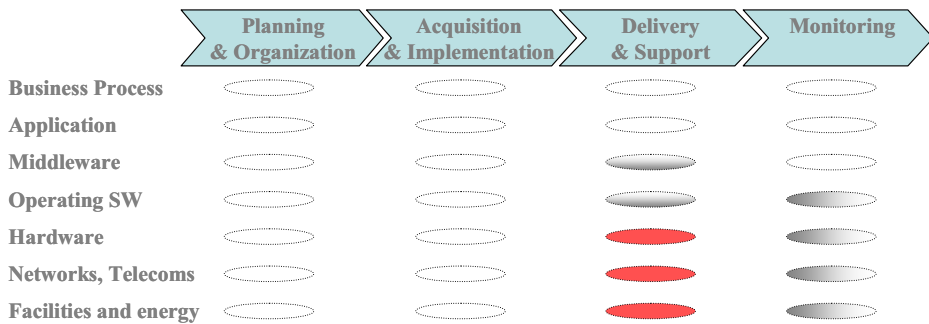 Planning
& Organization
Acquisition
& Implementation
Delivery
& Support
Monitoring
Business Process
Application
Middleware
Operating SW
Hardware
Networks, Telecoms
Facilities and energy